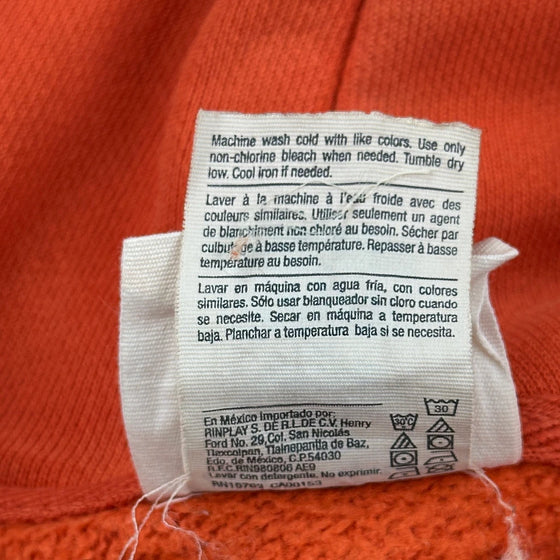 Machine wash cold with like colors. Use only
non-chlorine bleach when needed. Tumble dry
low. Cool iron if needed.
Laver à la machine à l'eau froide avec des
couleurs similaires. Utiliser seulement un agent
de blanchiment non chloré au besoin. Sécher par
culbutage à basse température. Repasser à basse
température au besoin.
Lavar en máquina con agua fría, con colores
similares. Sólo usar blanqueador sin cloro cuando
se necesite. Secar en máquina a temperatura
baja. Planchar a temperatura baja si se necesita.
En México importado por:
RINPLAY S. DE R.L.DE C.V. Henry
Ford No. 29,Col. San Nicolás
Tlaxcolpan, Tlalnepantla de Baz,
Edo. de México, C.P.54030
R.F.C.RIN980806 AE9
Lavar con detergente. No exprimir.
RN15763 CA00153
30°C
30